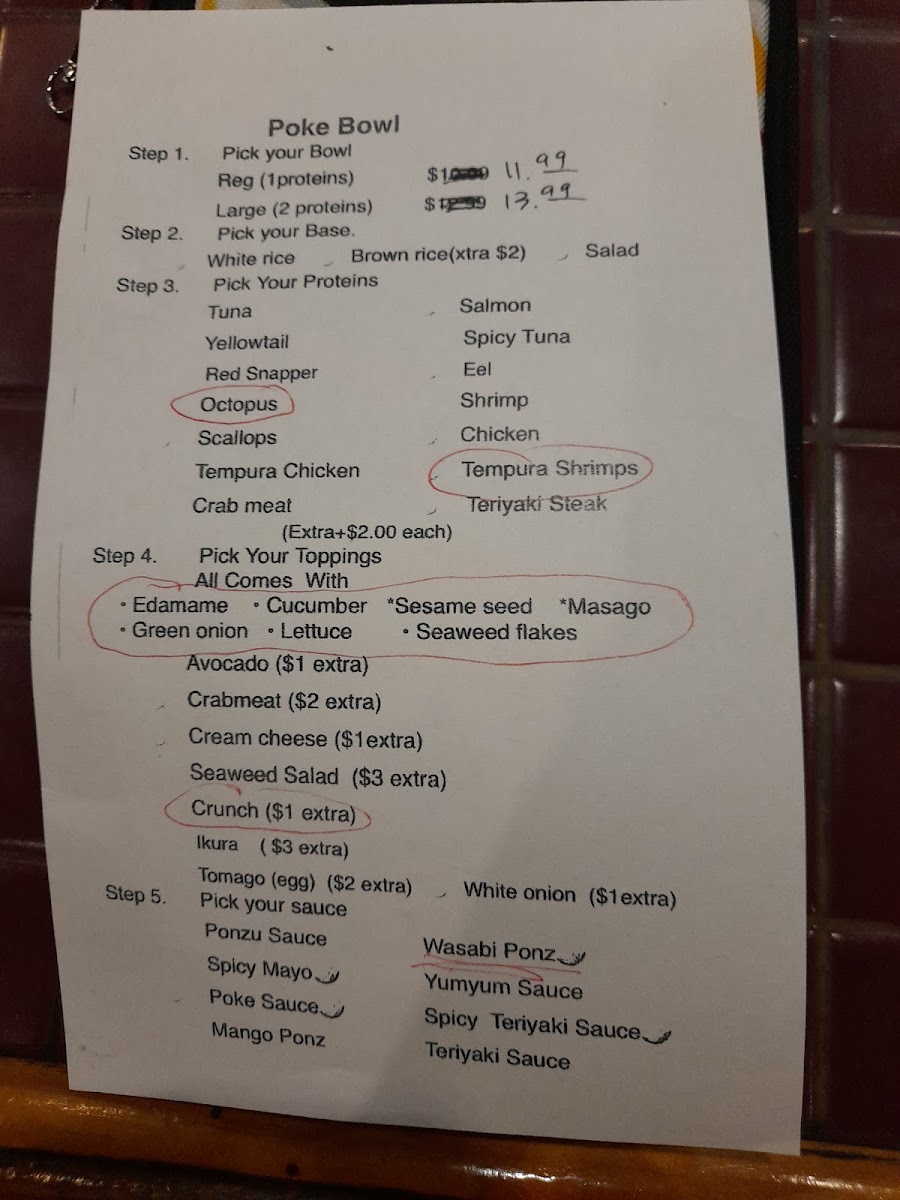 Poke Bowl
Step 1. Pick your Bowl
Reg (1proteins) $10.99 11.99
Large (2 proteins) $12.99 13.99
Step 2. Pick your Base.
White rice Brown rice(xtra $2) Salad
Step 3. Pick Your Proteins
Tuna Salmon
Yellowtail Spicy Tuna
Red Snapper Eel
Octopus Shrimp
Scallops Chicken
Tempura Chicken Tempura Shrimps
Crab meat Teriyaki Steak
(Extra+$2.00 each)
Step 4. Pick Your Toppings
All Comes With
• Edamame • Cucumber *Sesame seed *Masago
• Green onion • Lettuce • Seaweed flakes
Avocado ($1 extra)
Crabmeat ($2 extra)
Cream cheese ($1extra)
Seaweed Salad ($3 extra)
Crunch ($1 extra)
Ikura ( $3 extra)
Tomago (egg) ($2 extra) White onion ($1extra)
Step 5. Pick your sauce
Ponzu Sauce Wasabi Ponz
Spicy Mayo Yumyum Sauce
Poke Sauce Spicy Teriyaki Sauce
Mango Ponz Teriyaki Sauce